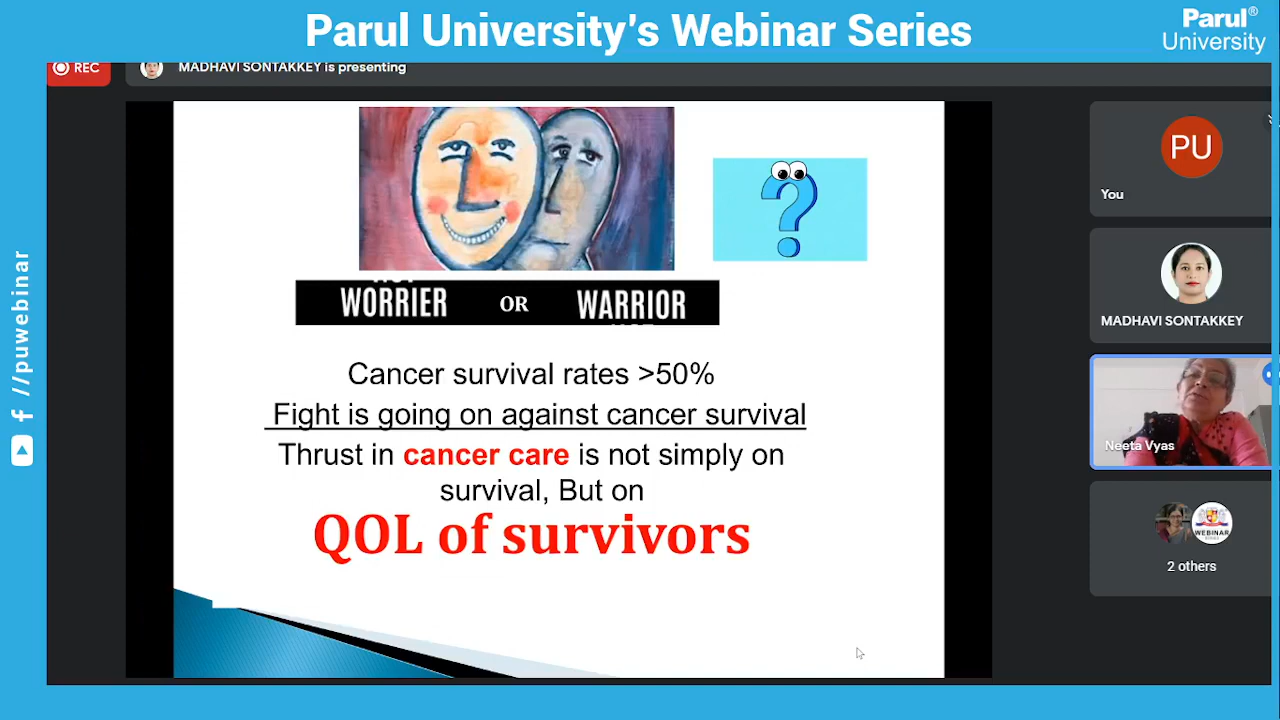 Parul University's Webinar Series
Parul®
University
REC
MADHAVI SONTAKKEY is presenting
PU
You
MADHAVI SONTAKKEY
Neeta Vyas
WEBINAR
2 others
//puwebinar
WORRIER OR WARRIOR
Cancer survival rates >50%
Fight is going on against cancer survival
Thrust in cancer care is not simply on
survival, But on
QOL of survivors